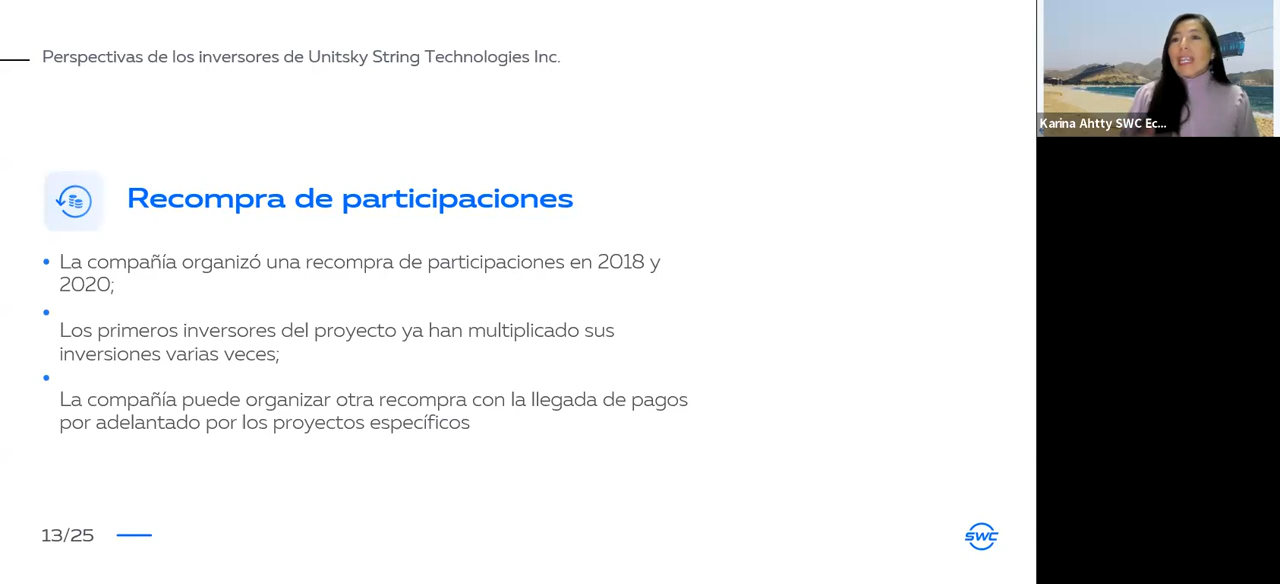 Perspectivas de los inversores de Unitsky String Technologies Inc.
Karina Ahtty SWC Ec...
Recompra de participaciones
La compañía organizó una recompra de participaciones en 2018 y
2020;
Los primeros inversores del proyecto ya han multiplicado sus
inversiones varias veces;
La compañía puede organizar otra recompra con la llegada de pagos
por adelantado por los proyectos específicos
13/25
SWC